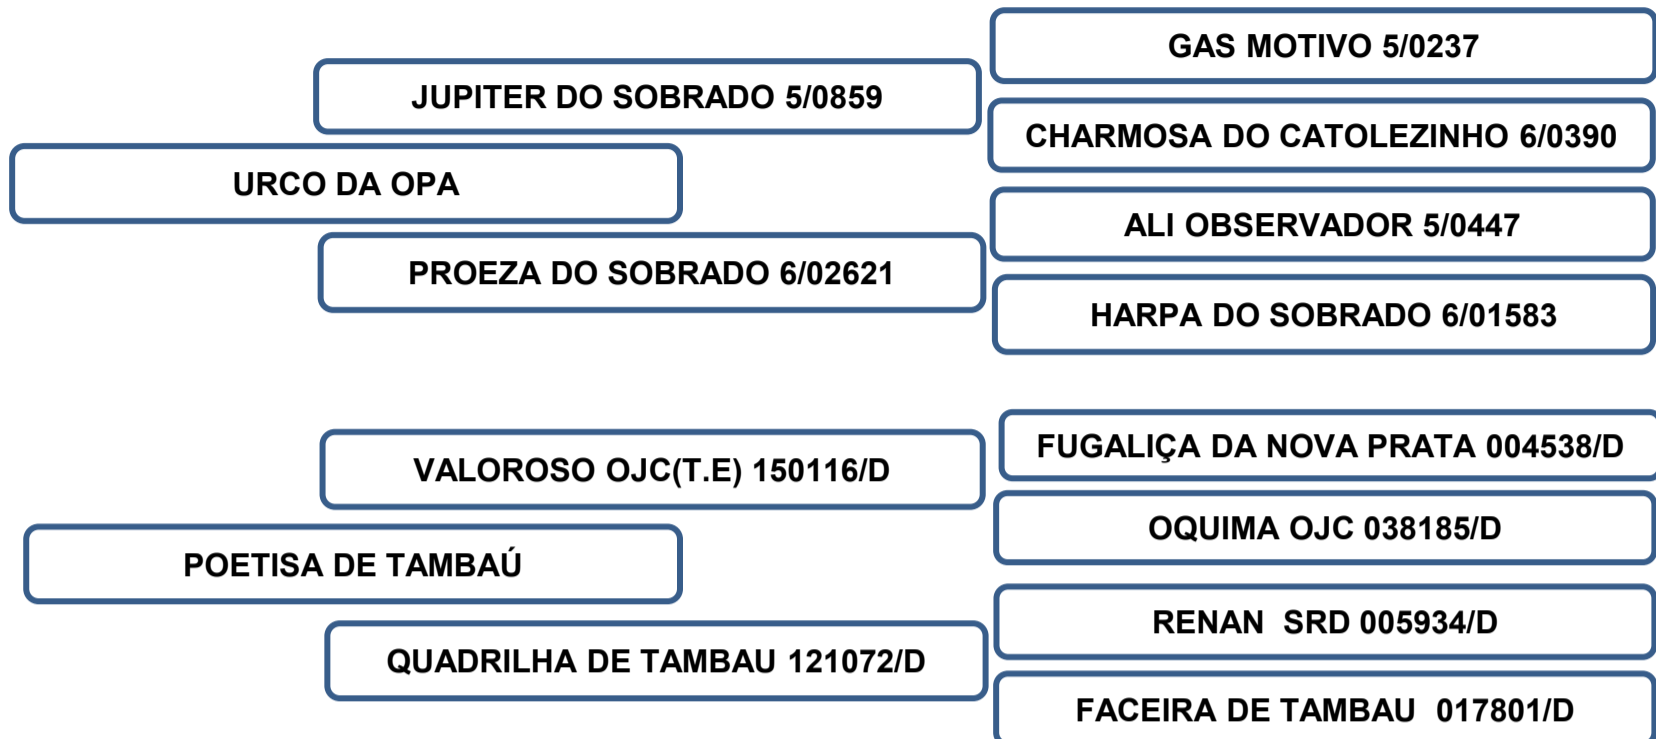 GAS MOTIVO 5/0237
JUPITER DO SOBRADO 5/0859
CHARMOSA DO CATOLEZINHO 6/0390
URCO DA OPA
ALI OBSERVADOR 5/0447
PROEZA DO SOBRADO 6/02621
HARPA DO SOBRADO 6/01583
FUGALIÇA DA NOVA PRATA 004538/D
VALOROSO OJC(T.E) 150116/D
OQUIMA OJC 038185/D
POETISA DE TAMBAÚ
RENAN  SRD 005934/D
QUADRILHA DE TAMBAU 121072/D
FACEIRA DE TAMBAU  017801/D